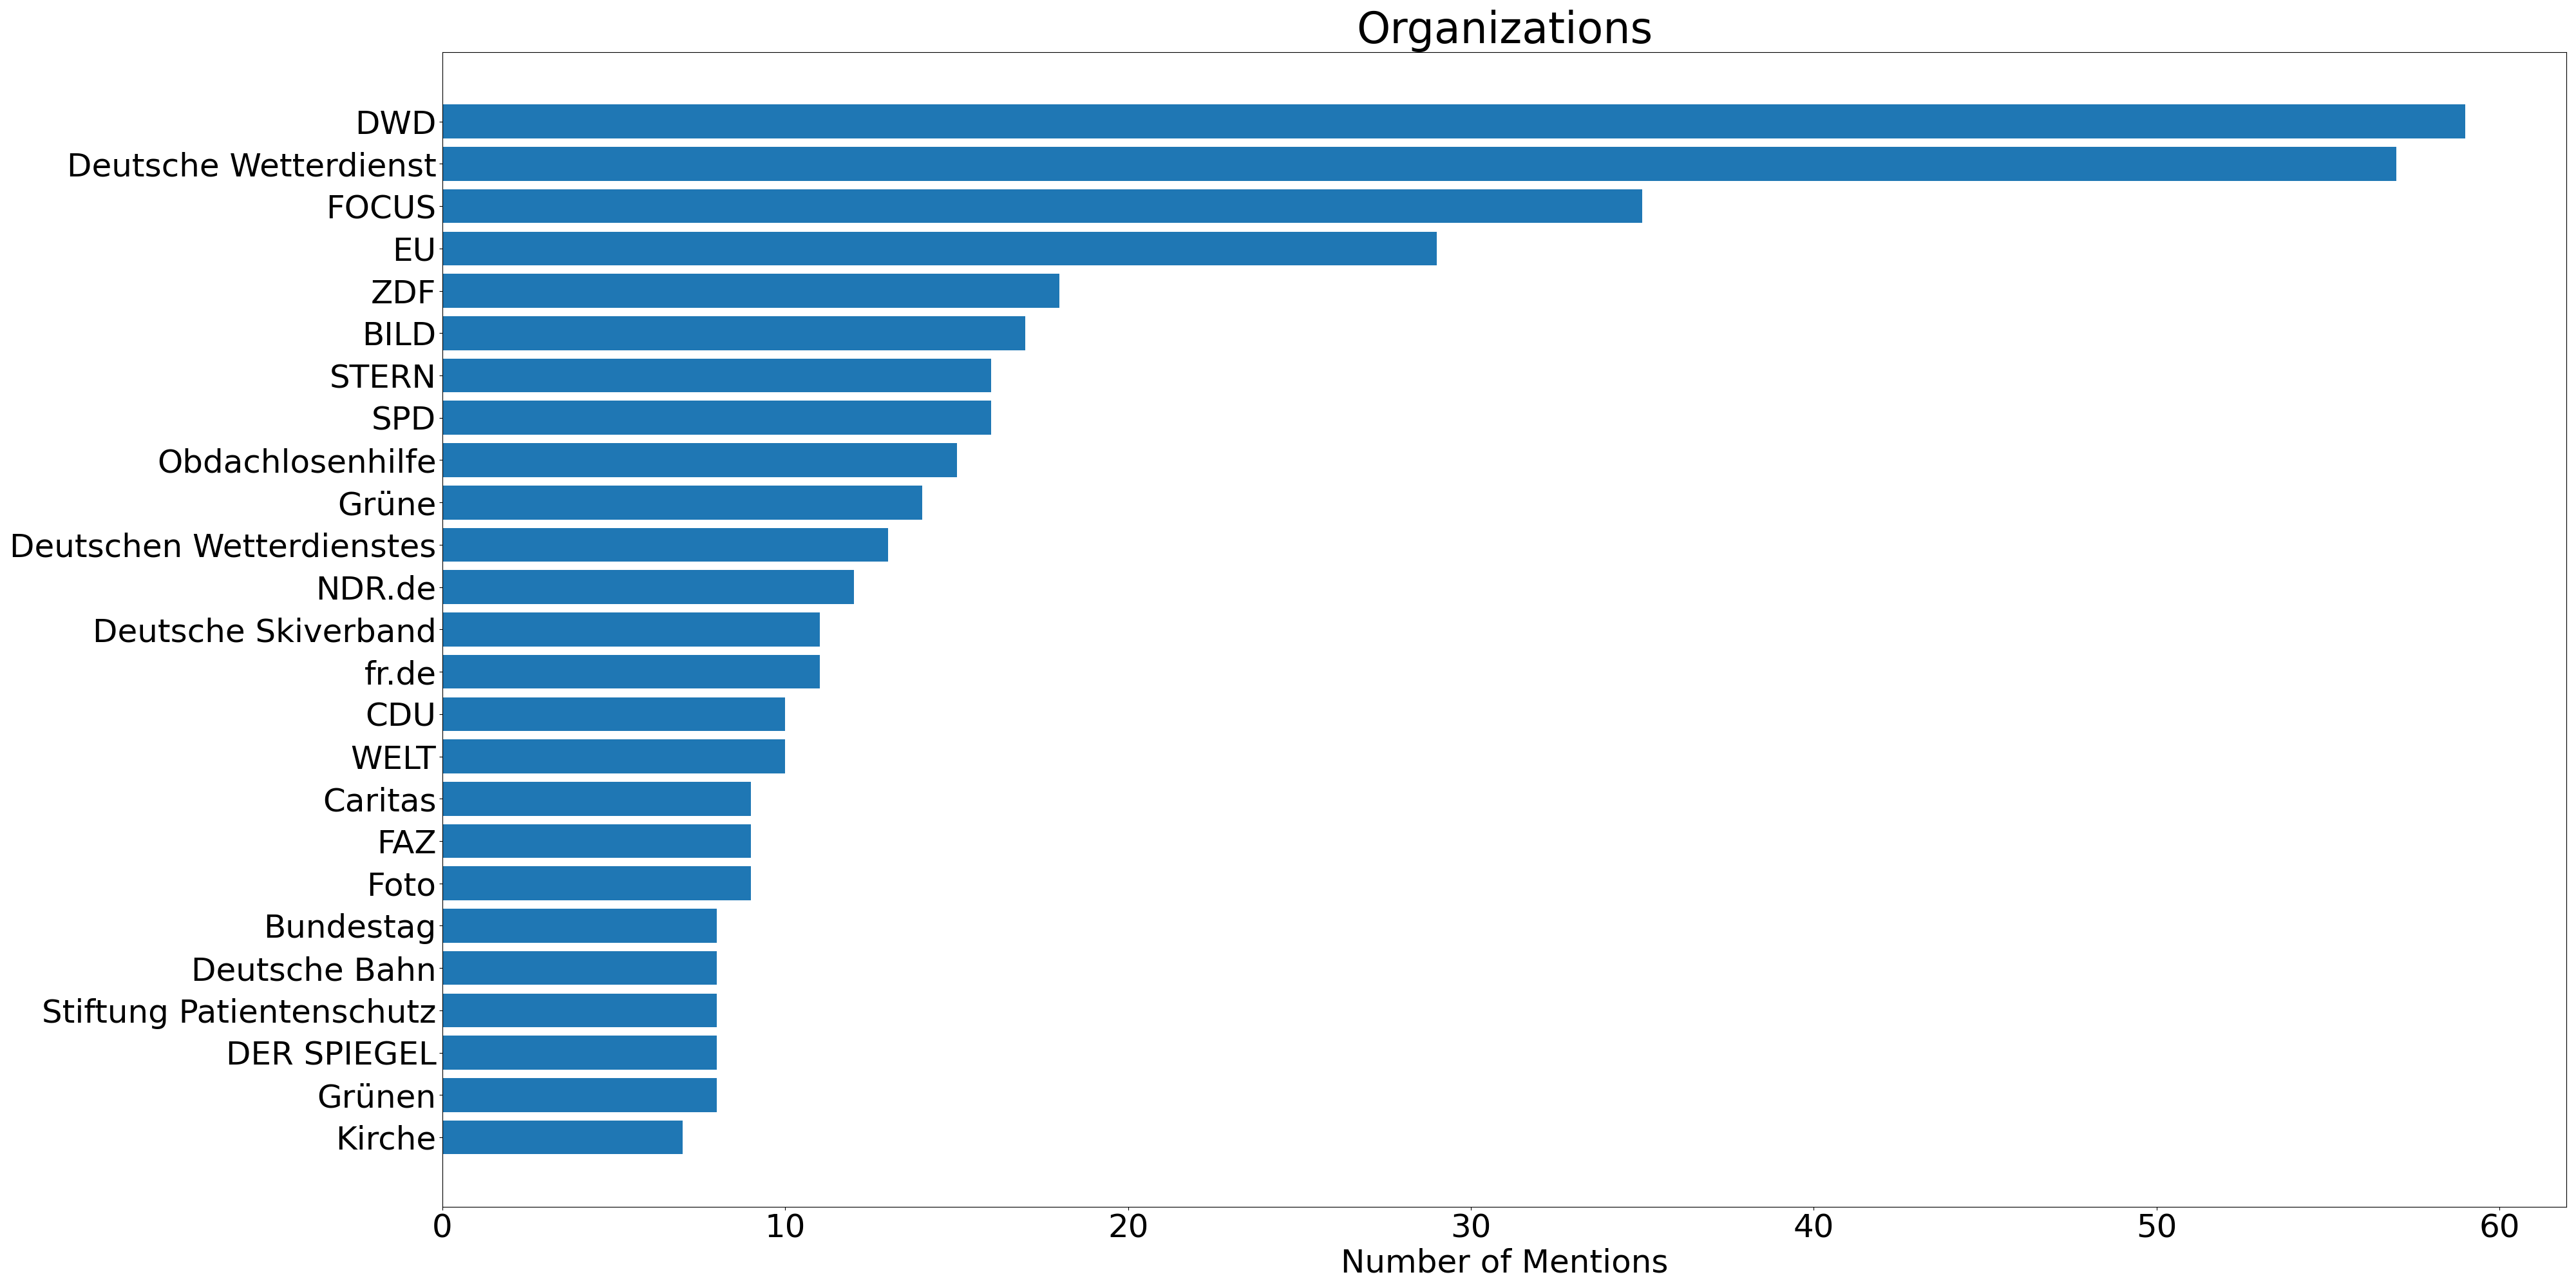 Organizations
DWD
Deutsche Wetterdienst
FOCUS
EU
ZDF
BILD
STERN
SPD
Obdachlosenhilfe
Grüne
Deutschen Wetterdienstes
NDR.de
Deutsche Skiverband
fr.de
CDU
WELT
Caritas
FAZ
Foto
Bundestag
Deutsche Bahn
Stiftung Patientenschutz
DER SPIEGEL
Grünen
Kirche
0 10 20 30 40 50 60
Number of Mentions